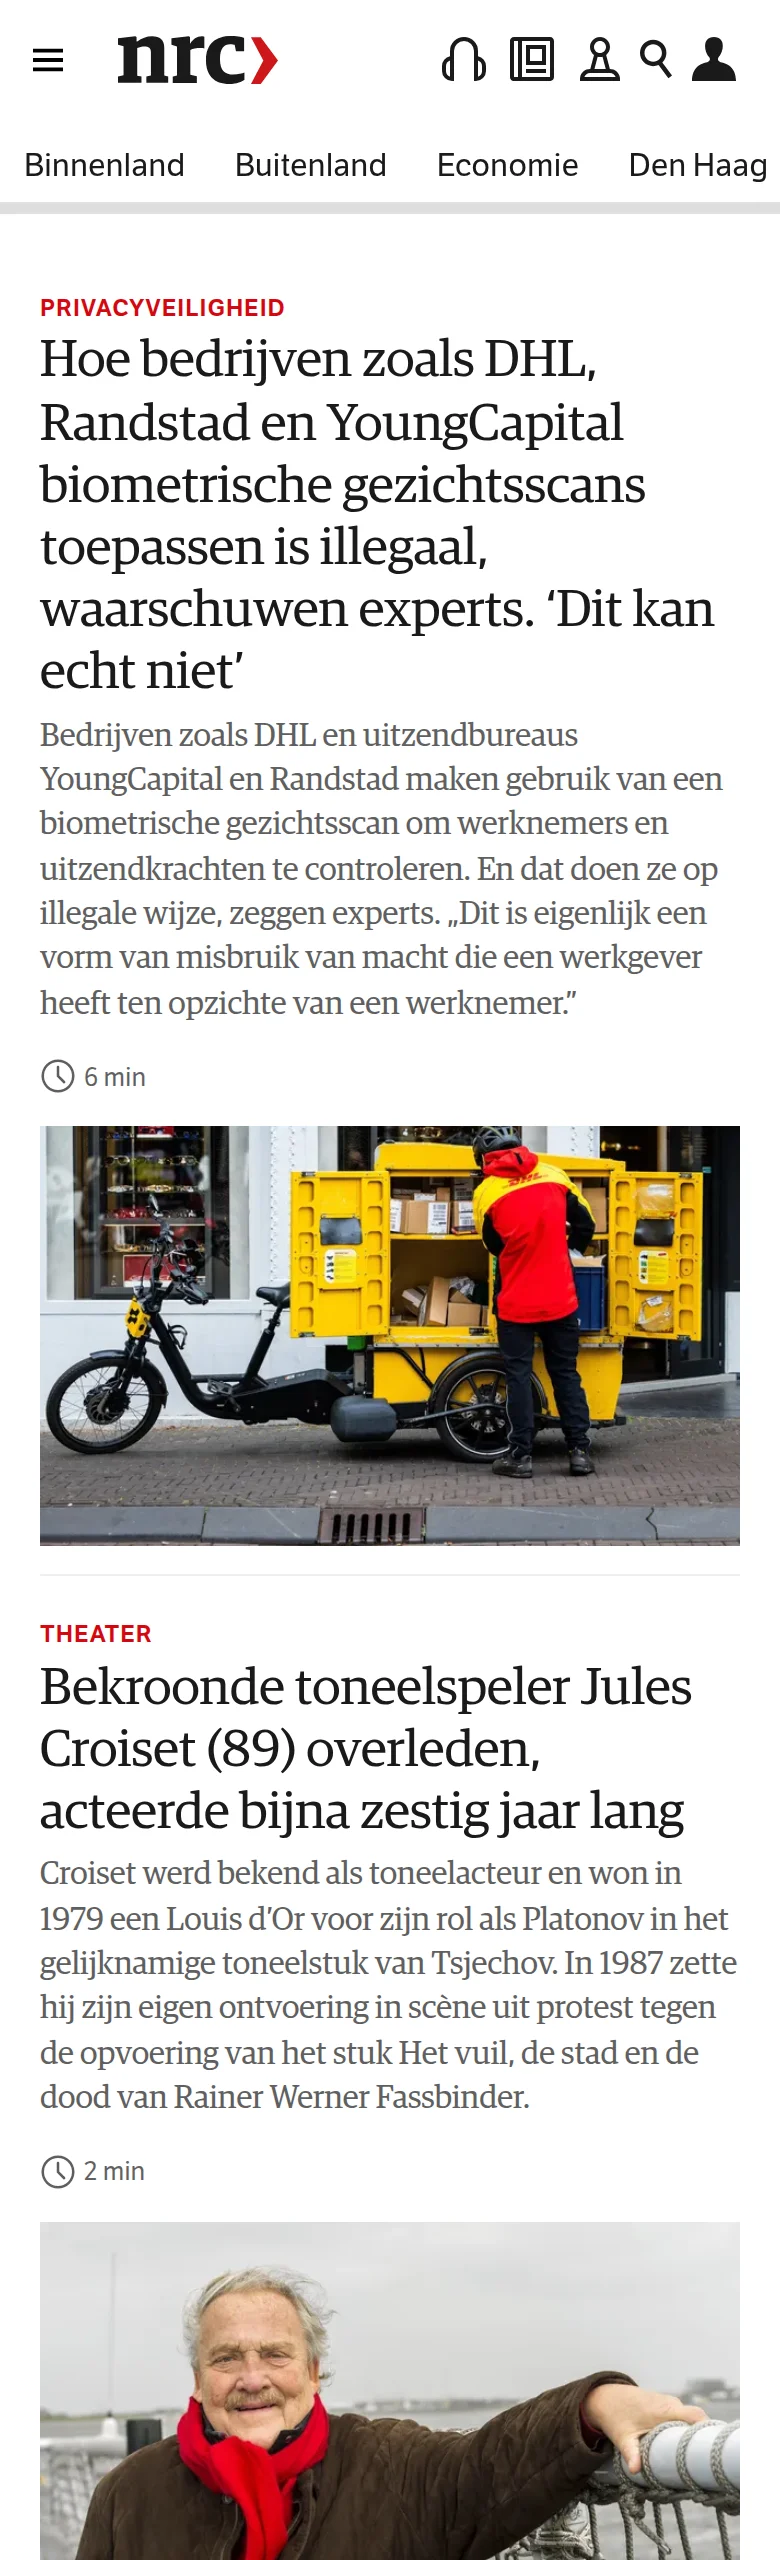 nrc
Binnenland Buitenland Economie Den Haag
PRIVACYVEILIGHEID
Hoe bedrijven zoals DHL,
Randstad en YoungCapital
biometrische gezichtsscans
toepassen is illegaal,
waarschuwen experts. ‘Dit kan
echt niet’
Bedrijven zoals DHL en uitzendbureaus
YoungCapital en Randstad maken gebruik van een
biometrische gezichtsscan om werknemers en
uitzendkrachten te controleren. En dat doen ze op
illegale wijze, zeggen experts. „Dit is eigenlijk een
vorm van misbruik van macht die een werkgever
heeft ten opzichte van een werknemer.”
6 min
DHL
THEATER
Bekroonde toneelspeler Jules
Croiset (89) overleden,
acteerde bijna zestig jaar lang
Croiset werd bekend als toneelacteur en won in
1979 een Louis d’Or voor zijn rol als Platonov in het
gelijknamige toneelstuk van Tsjechov. In 1987 zette
hij zijn eigen ontvoering in scène uit protest tegen
de opvoering van het stuk Het vuil, de stad en de
dood van Rainer Werner Fassbinder.
2 min